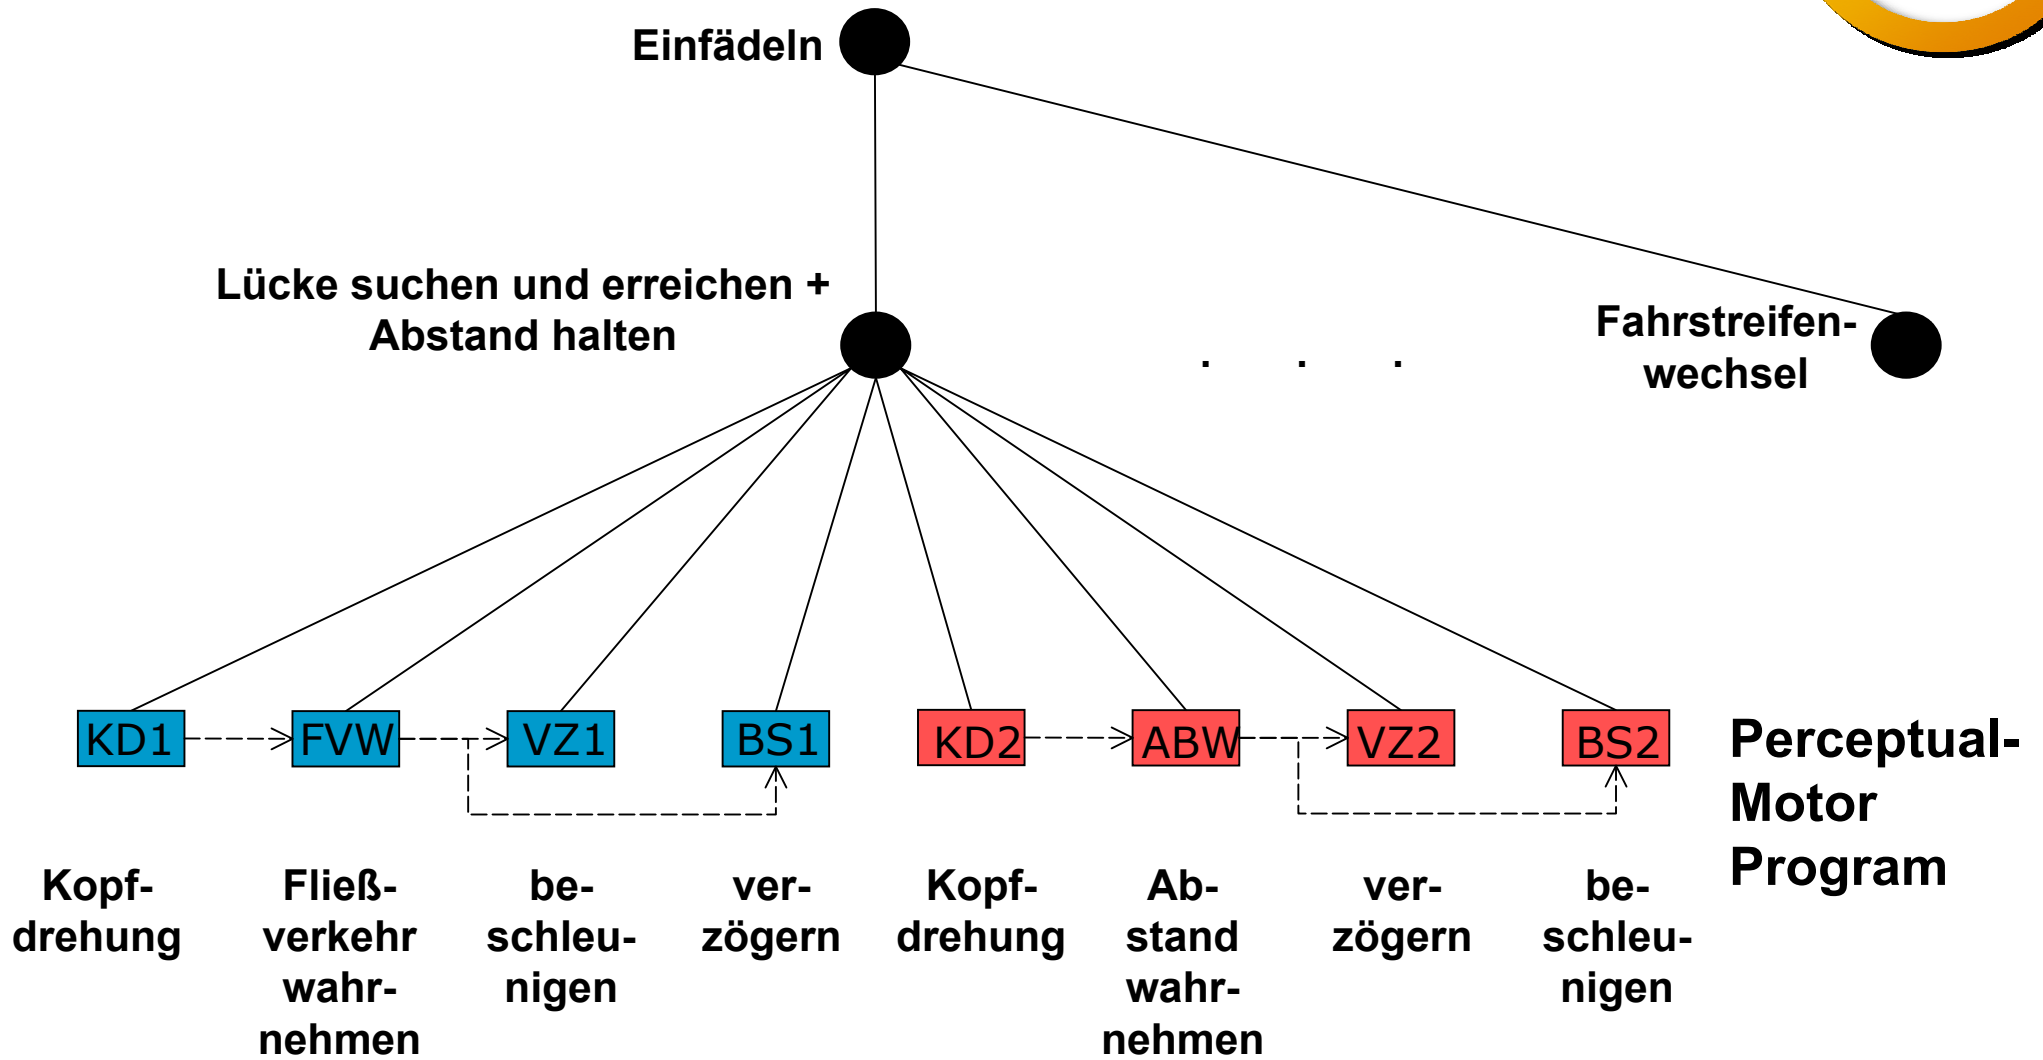 Einfädeln
Lücke suchen und erreichen +
Abstand halten
. . .
Fahrstreifen-
wechsel
KD1
FVW
VZ1
BS1
KD2
ABW
VZ2
BS2
Perceptual-
Motor
Program
Kopf-
drehung
Fließ-
verkehr
wahr-
nehmen
be-
schleu-
nigen
ver-
zögern
Kopf-
drehung
Ab-
stand
wahr-
nehmen
ver-
zögern
be-
schleu-
nigen